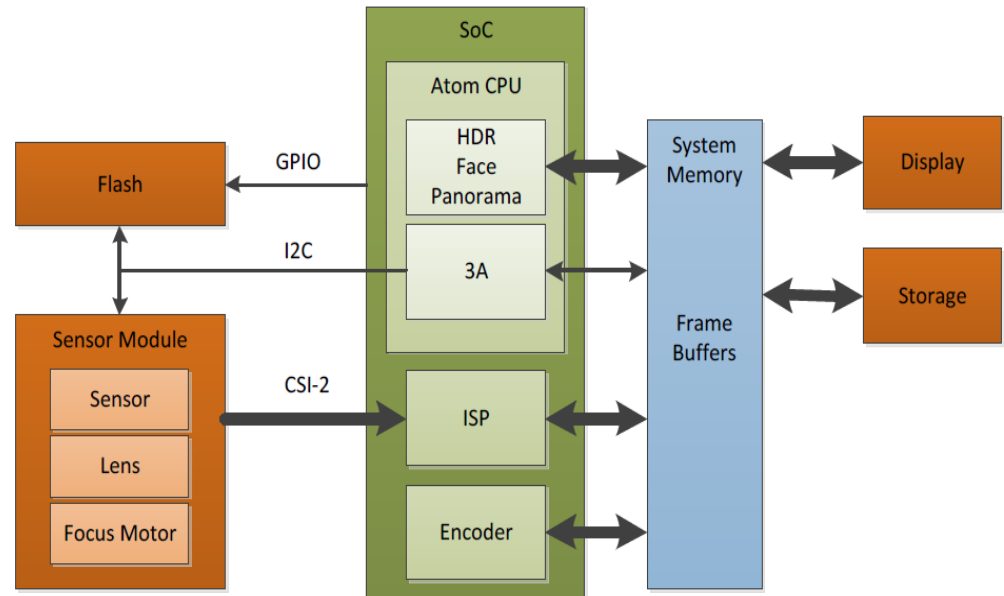 SoC
Atom CPU
HDR
Face
Panorama
3A
ISP
Encoder
GPIO
I2C
CSI-2
Flash
Sensor Module
Sensor
Lens
Focus Motor
System
Memory
Frame
Buffers
Display
Storage